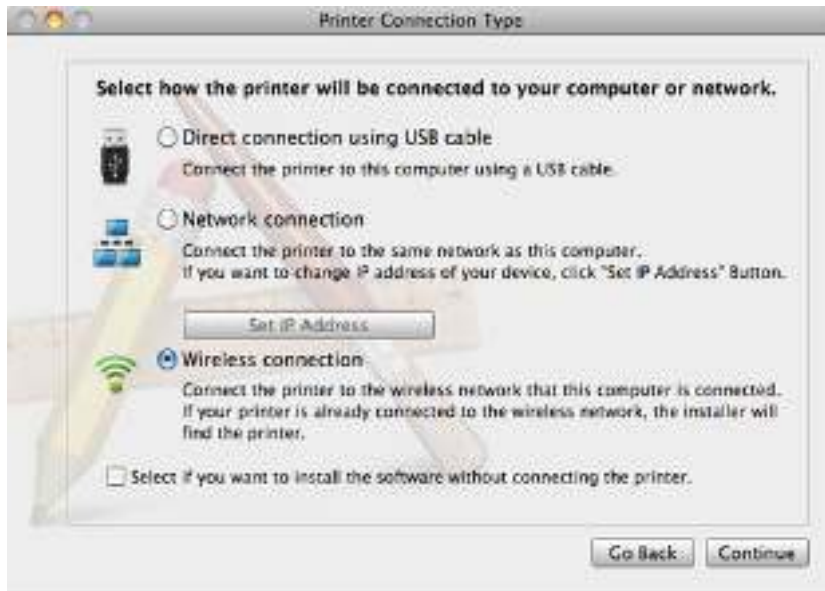 Printer Connection Type
Select how the printer will be connected to your computer or network.
Direct connection using USB cable
Connect the printer to this computer using a USB cable.
Network connection
Connect the printer to the same network as this computer.
If you want to change IP address of your device, click "Set IP Address" Button.
Set IP Address
Wireless connection
Connect the printer to the wireless network that this computer is connected.
If your printer is already connected to the wireless network, the installer will
find the printer.
Select if you want to install the software without connecting the printer.
Go Back
Continue